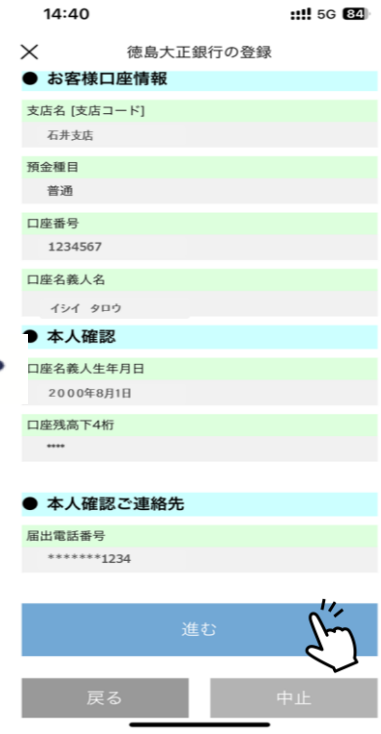 14:40 5G 84
徳島大正銀行の登録
● お客様口座情報
支店名 [支店コード]
石井支店
預金種目
普通
口座番号
1234567
口座名義人名
イシイ タロウ
● 本人確認
口座名義人生年月日
2000年8月1日
口座残高下4桁
****
● 本人確認ご連絡先
届出電話番号
*******1234
進む
戻る 中止